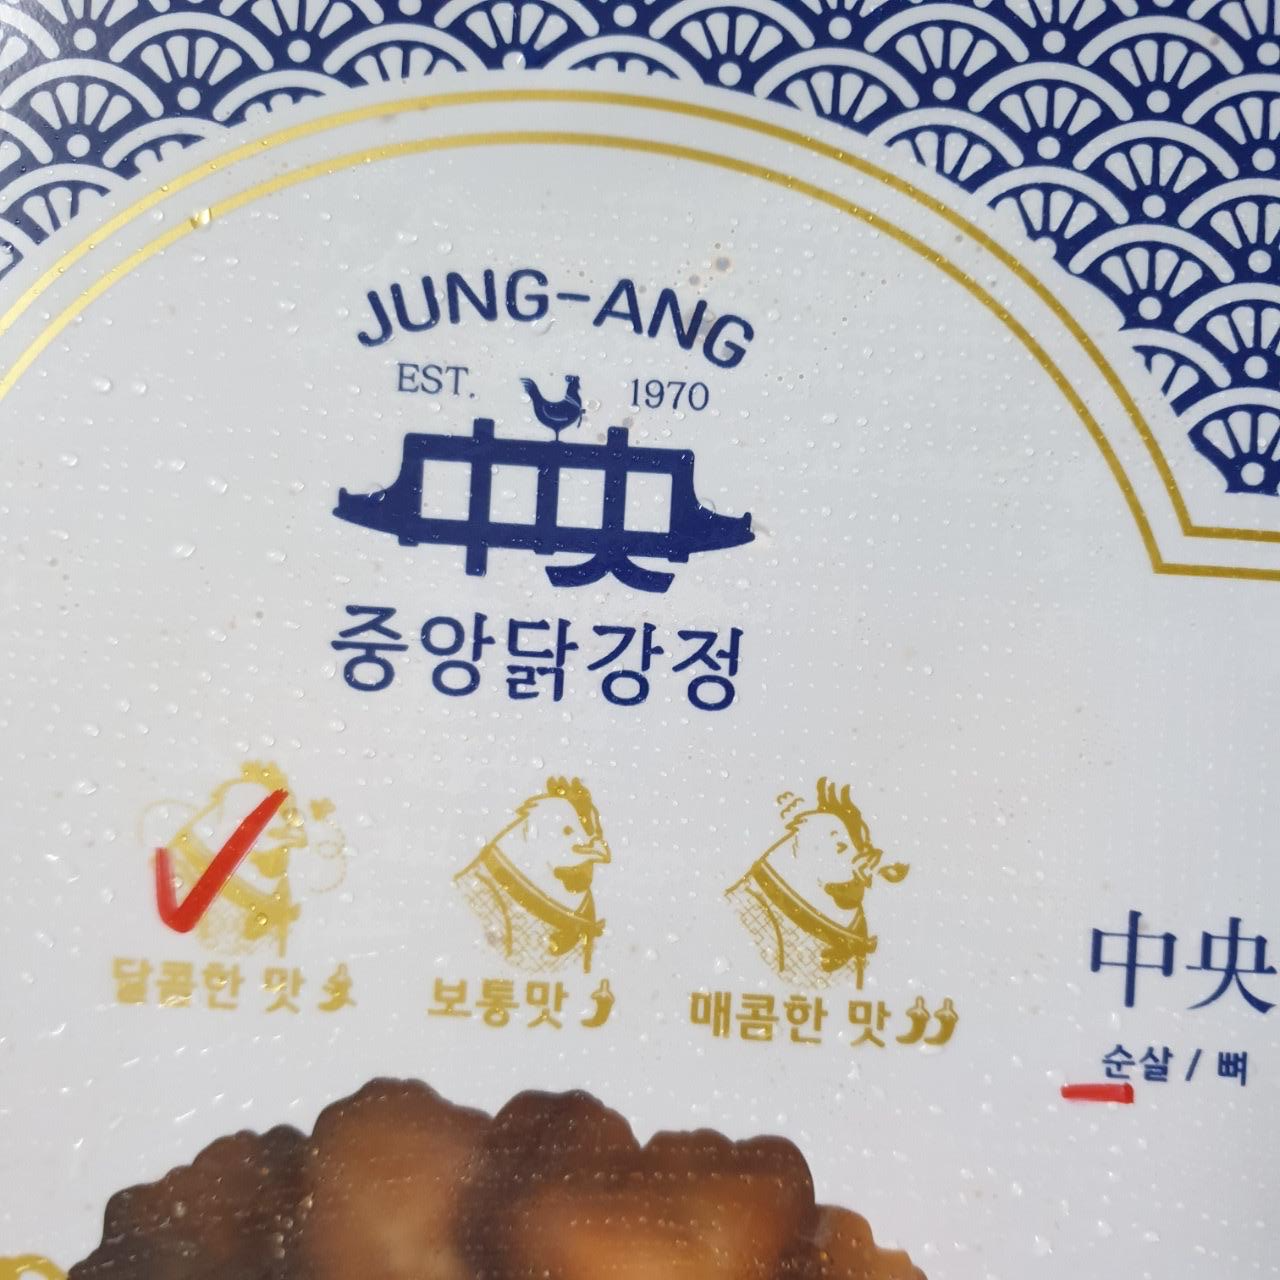 JUNG-ANG
EST. 1970
中央
중앙닭강정
달콤한 맛
보통맛
매콤한 맛
中央
순살 / 뼈